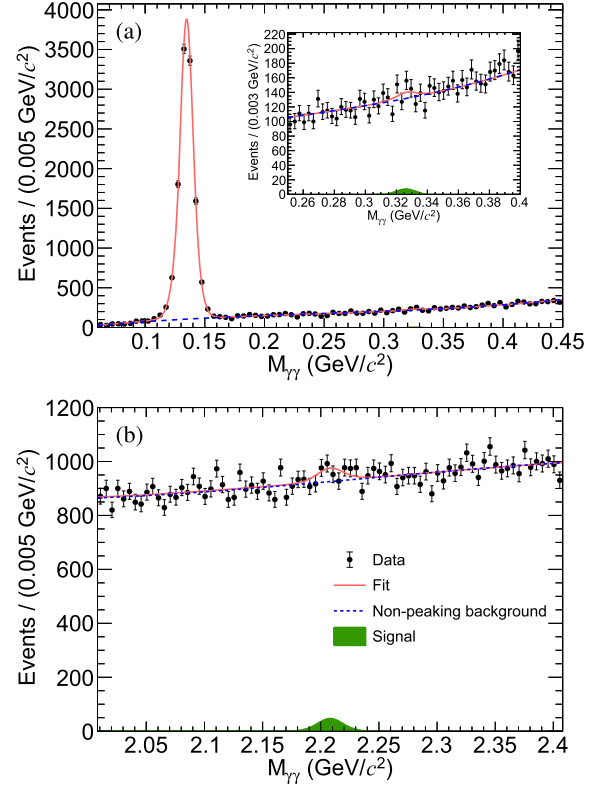 (a)
Events / (0.005 GeV/c²)
4000
3500
3000
2500
2000
1500
1000
500
0
0.1 0.15 0.2 0.25 0.3 0.35 0.4 0.45
Mγγ (GeV/c²)
Events / (0.003 GeV/c²)
220
200
180
160
140
120
100
80
60
40
20
0
0.26 0.28 0.3 0.32 0.34 0.36 0.38 0.4
Mγγ (GeV/c²)
(b)
Events / (0.005 GeV/c²)
1200
1000
800
600
400
200
0
Data
Fit
Non-peaking background
Signal
2.05 2.1 2.15 2.2 2.25 2.3 2.35 2.4
Mγγ (GeV/c²)